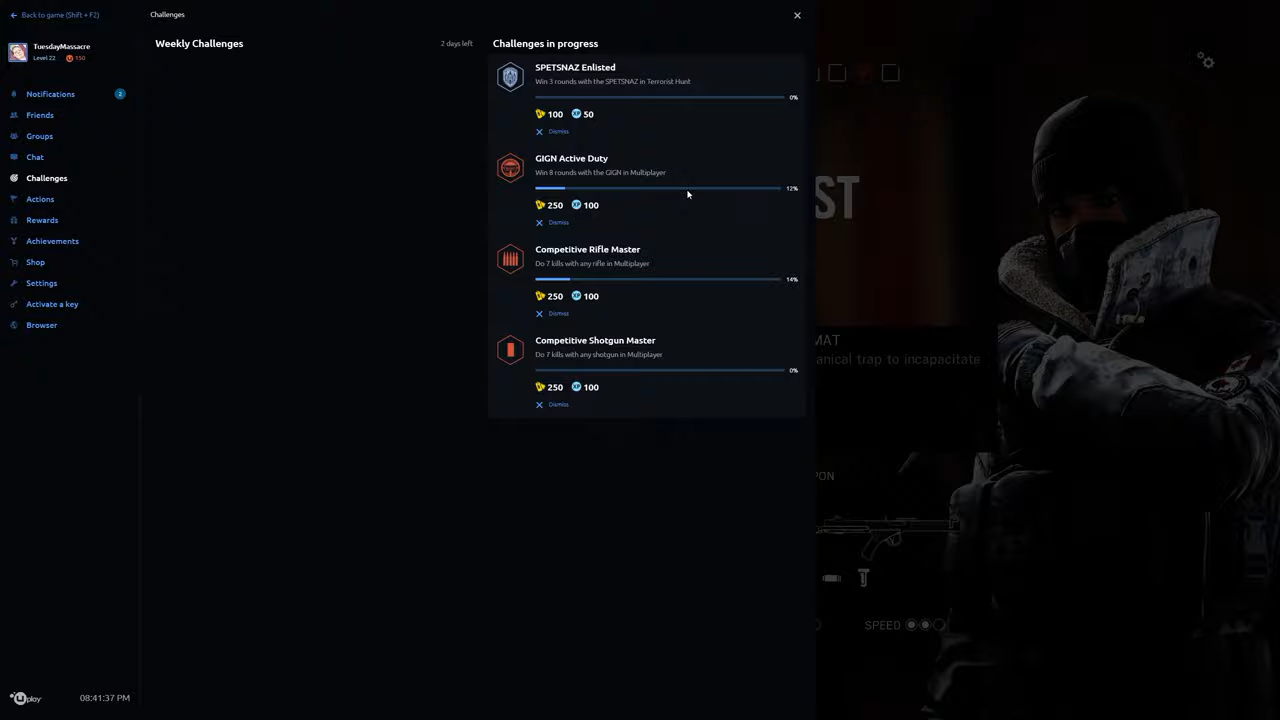 Back to game (Shift + F2)
Challenges
TuesdayMassacre
Level 22 150
Notifications 2
Friends
Groups
Chat
Challenges
Actions
Rewards
Achievements
Shop
Settings
Activate a key
Browser
Weekly Challenges
2 days left
Challenges in progress
SPETSNAZ Enlisted
Win 3 rounds with the SPETSNAZ in Terrorist Hunt
0%
100 XP 50
Dismiss
GIGN Active Duty
Win 8 rounds with the GIGN in Multiplayer
12%
250 XP 100
Dismiss
Competitive Rifle Master
Do 7 kills with any rifle in Multiplayer
14%
250 XP 100
Dismiss
Competitive Shotgun Master
Do 7 kills with any shotgun in Multiplayer
0%
250 XP 100
Dismiss
ST
MAT
anical trap to incapacitate
PON
SPEED
uplay
08:41:37 PM